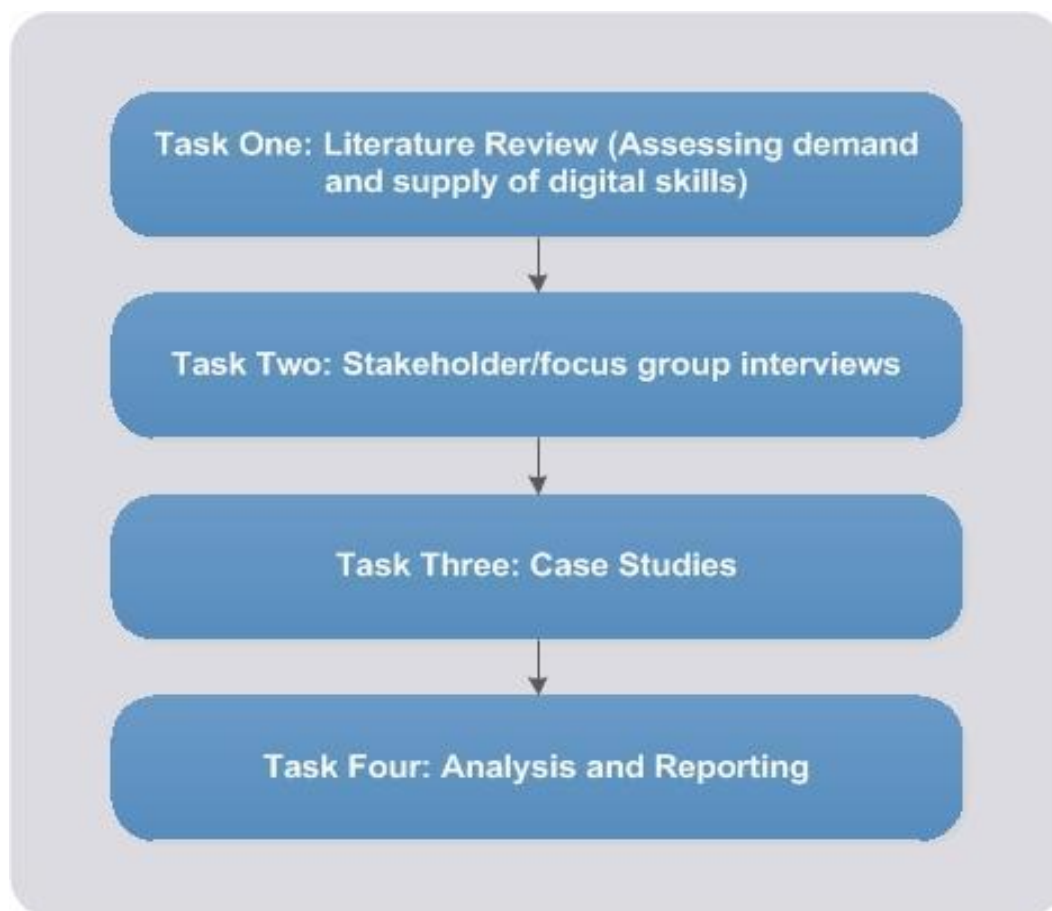 Task One: Literature Review (Assessing demand
and supply of digital skills)
Task Two: Stakeholder/focus group interviews
Task Three: Case Studies
Task Four: Analysis and Reporting